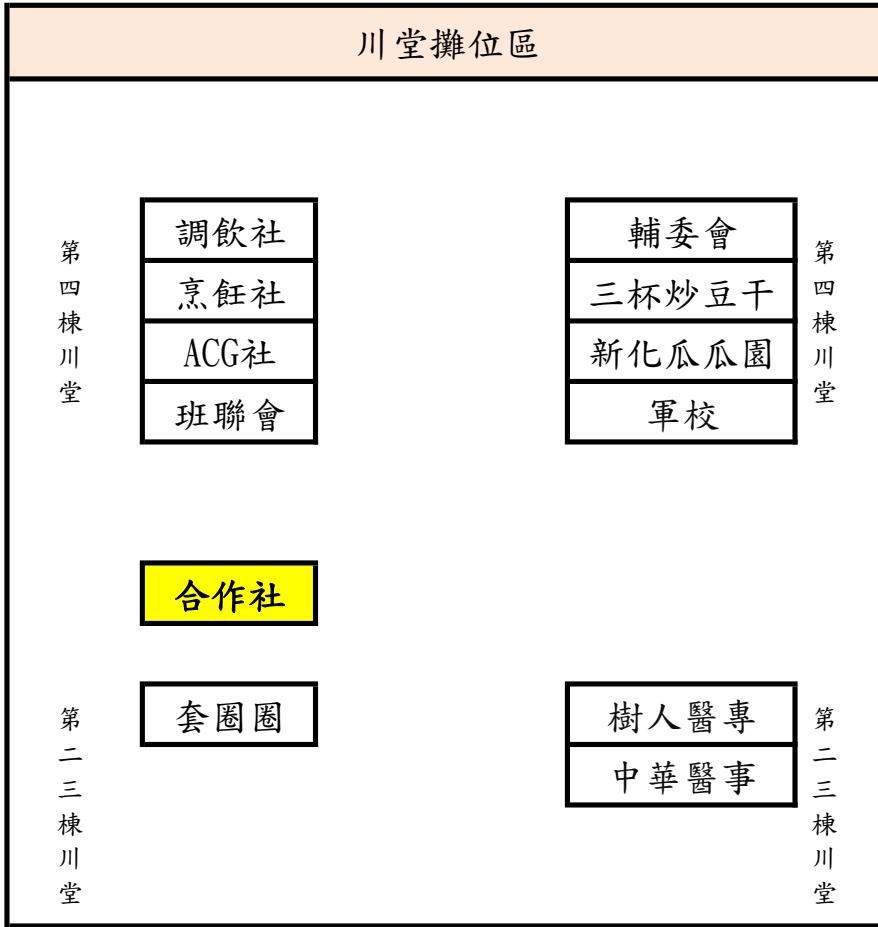 川堂攤位區
第四棟川堂
調飲社
烹飪社
ACG社
班聯會
輔委會
三杯炒豆干
新化瓜瓜園
軍校
第四棟川堂
合作社
第二三棟川堂
套圈圈
樹人醫專
中華醫事
第二三棟川堂